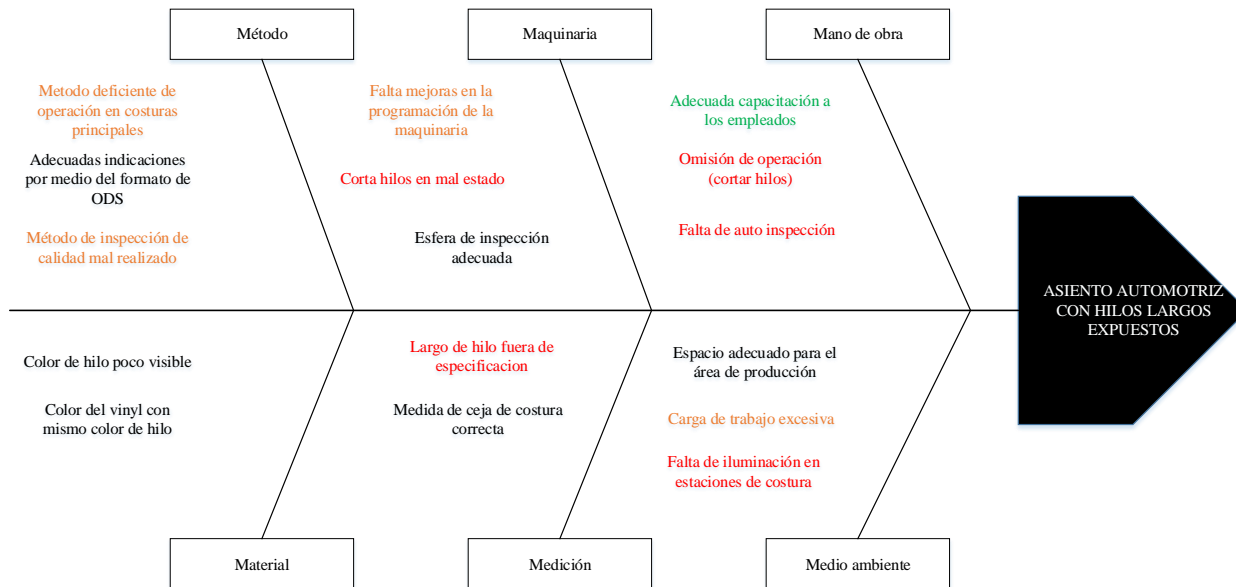 Método
Maquinaria
Mano de obra
Metodo deficiente de
operación en costuras
principales
Adecuadas indicaciones
por medio del formato de
ODS
Método de inspección de
calidad mal realizado
Falta mejoras en la
programación de la
maquinaria
Corta hilos en mal estado
Esfera de inspección
adecuada
Adecuada capacitación a
los empleados
Omisión de operación
(cortar hilos)
Falta de auto inspección
ASIENTO AUTOMOTRIZ
CON HILOS LARGOS
EXPUESTOS
Color de hilo poco visible
Color del vinyl con
mismo color de hilo
Largo de hilo fuera de
especificacion
Medida de ceja de costura
correcta
Espacio adecuado para el
área de producción
Carga de trabajo excesiva
Falta de iluminación en
estaciones de costura
Material
Medición
Medio ambiente